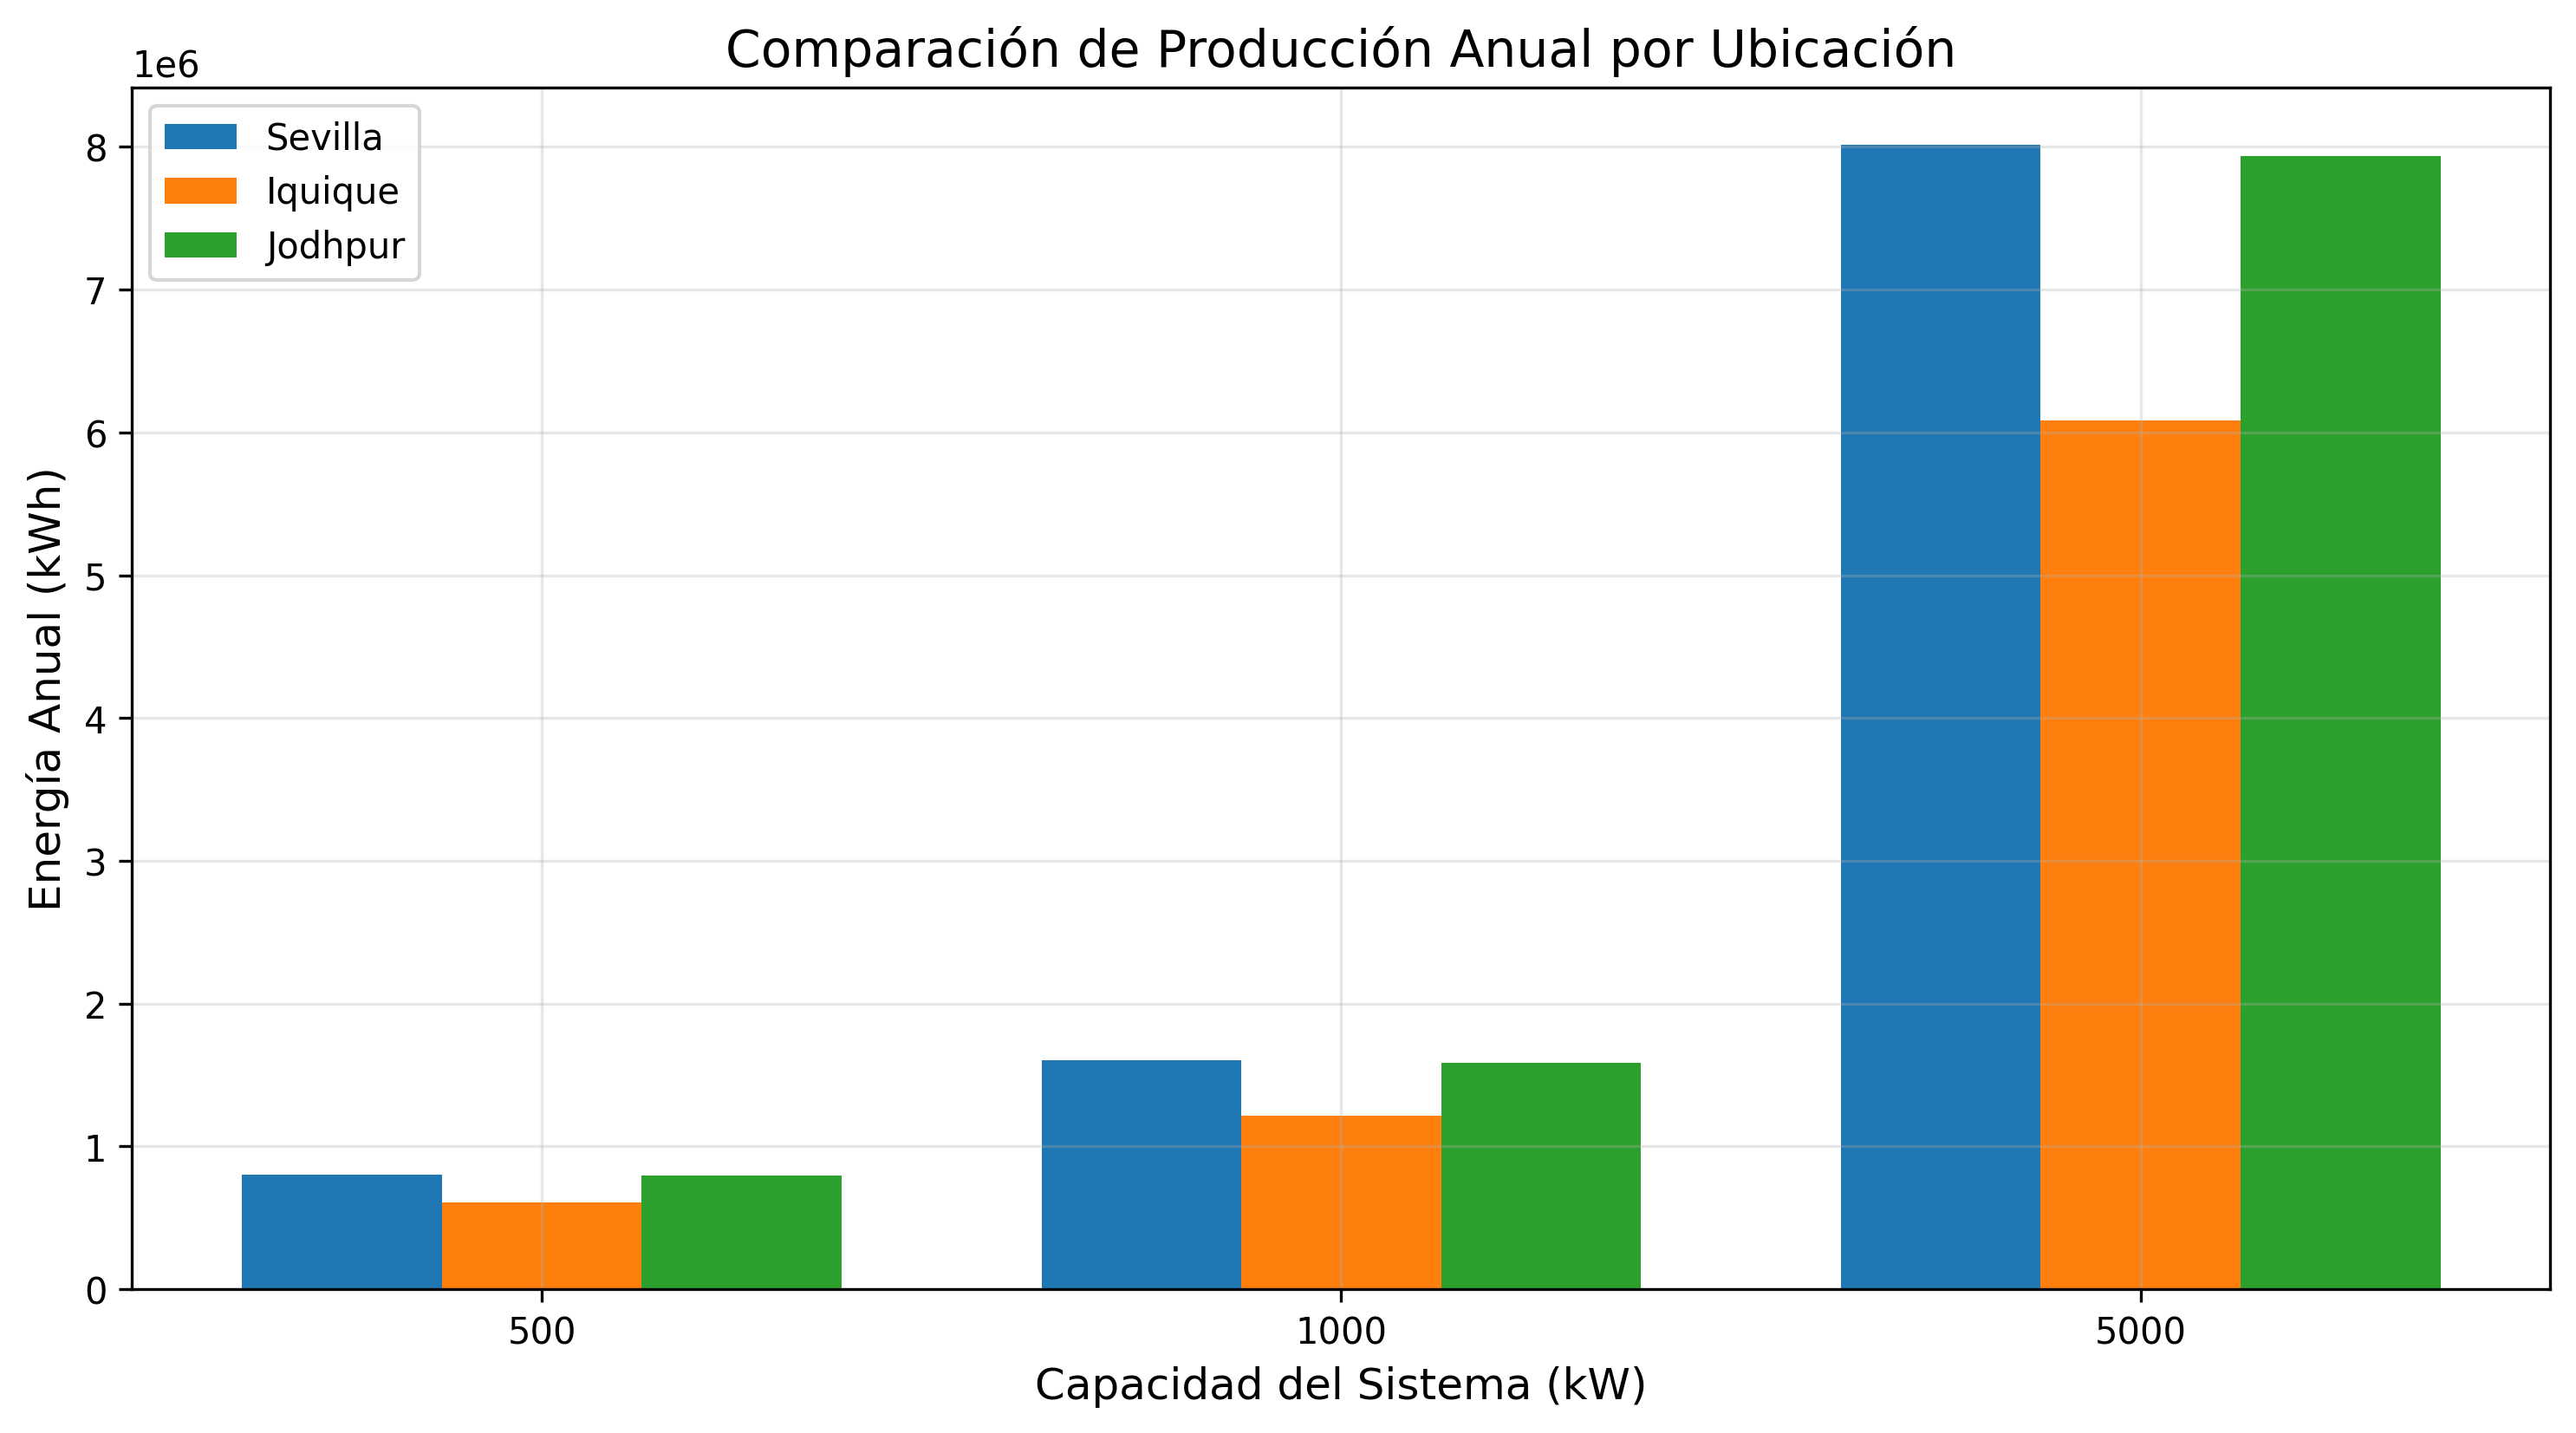 Comparación de Producción Anual por Ubicación
1e6
Sevilla
Iquique
Jodhpur
8
7
6
5
4
3
2
1
0
Energía Anual (kWh)
500
1000
5000
Capacidad del Sistema (kW)